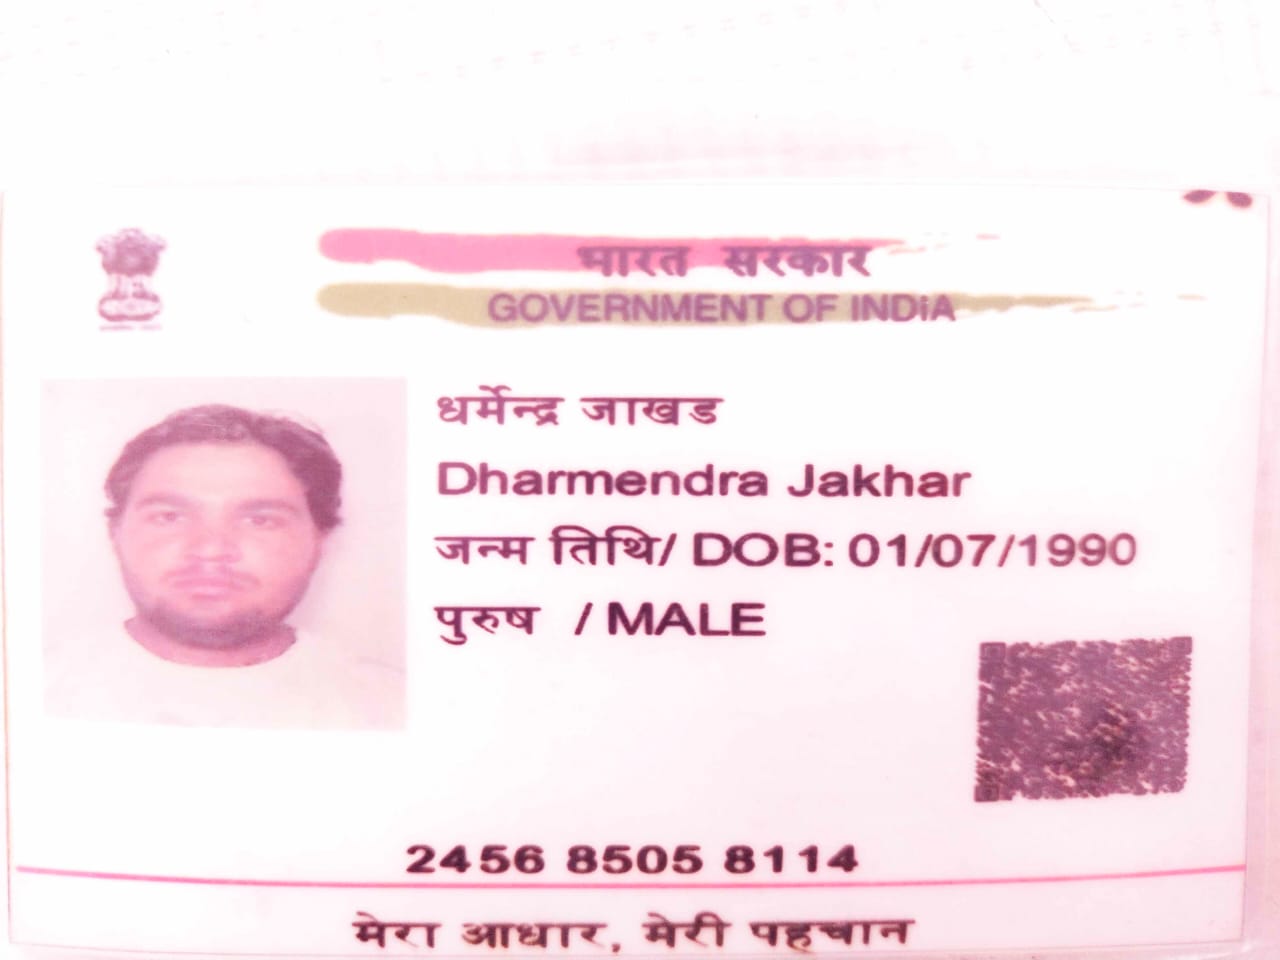 भारत सरकार
GOVERNMENT OF INDiA
धर्मेन्द्र जाखड
Dharmendra Jakhar
जन्म तिथि/ DOB: 01/07/1990
पुरुष / MALE
2456 8505 8114
मेरा आधार, मेरी पहचान